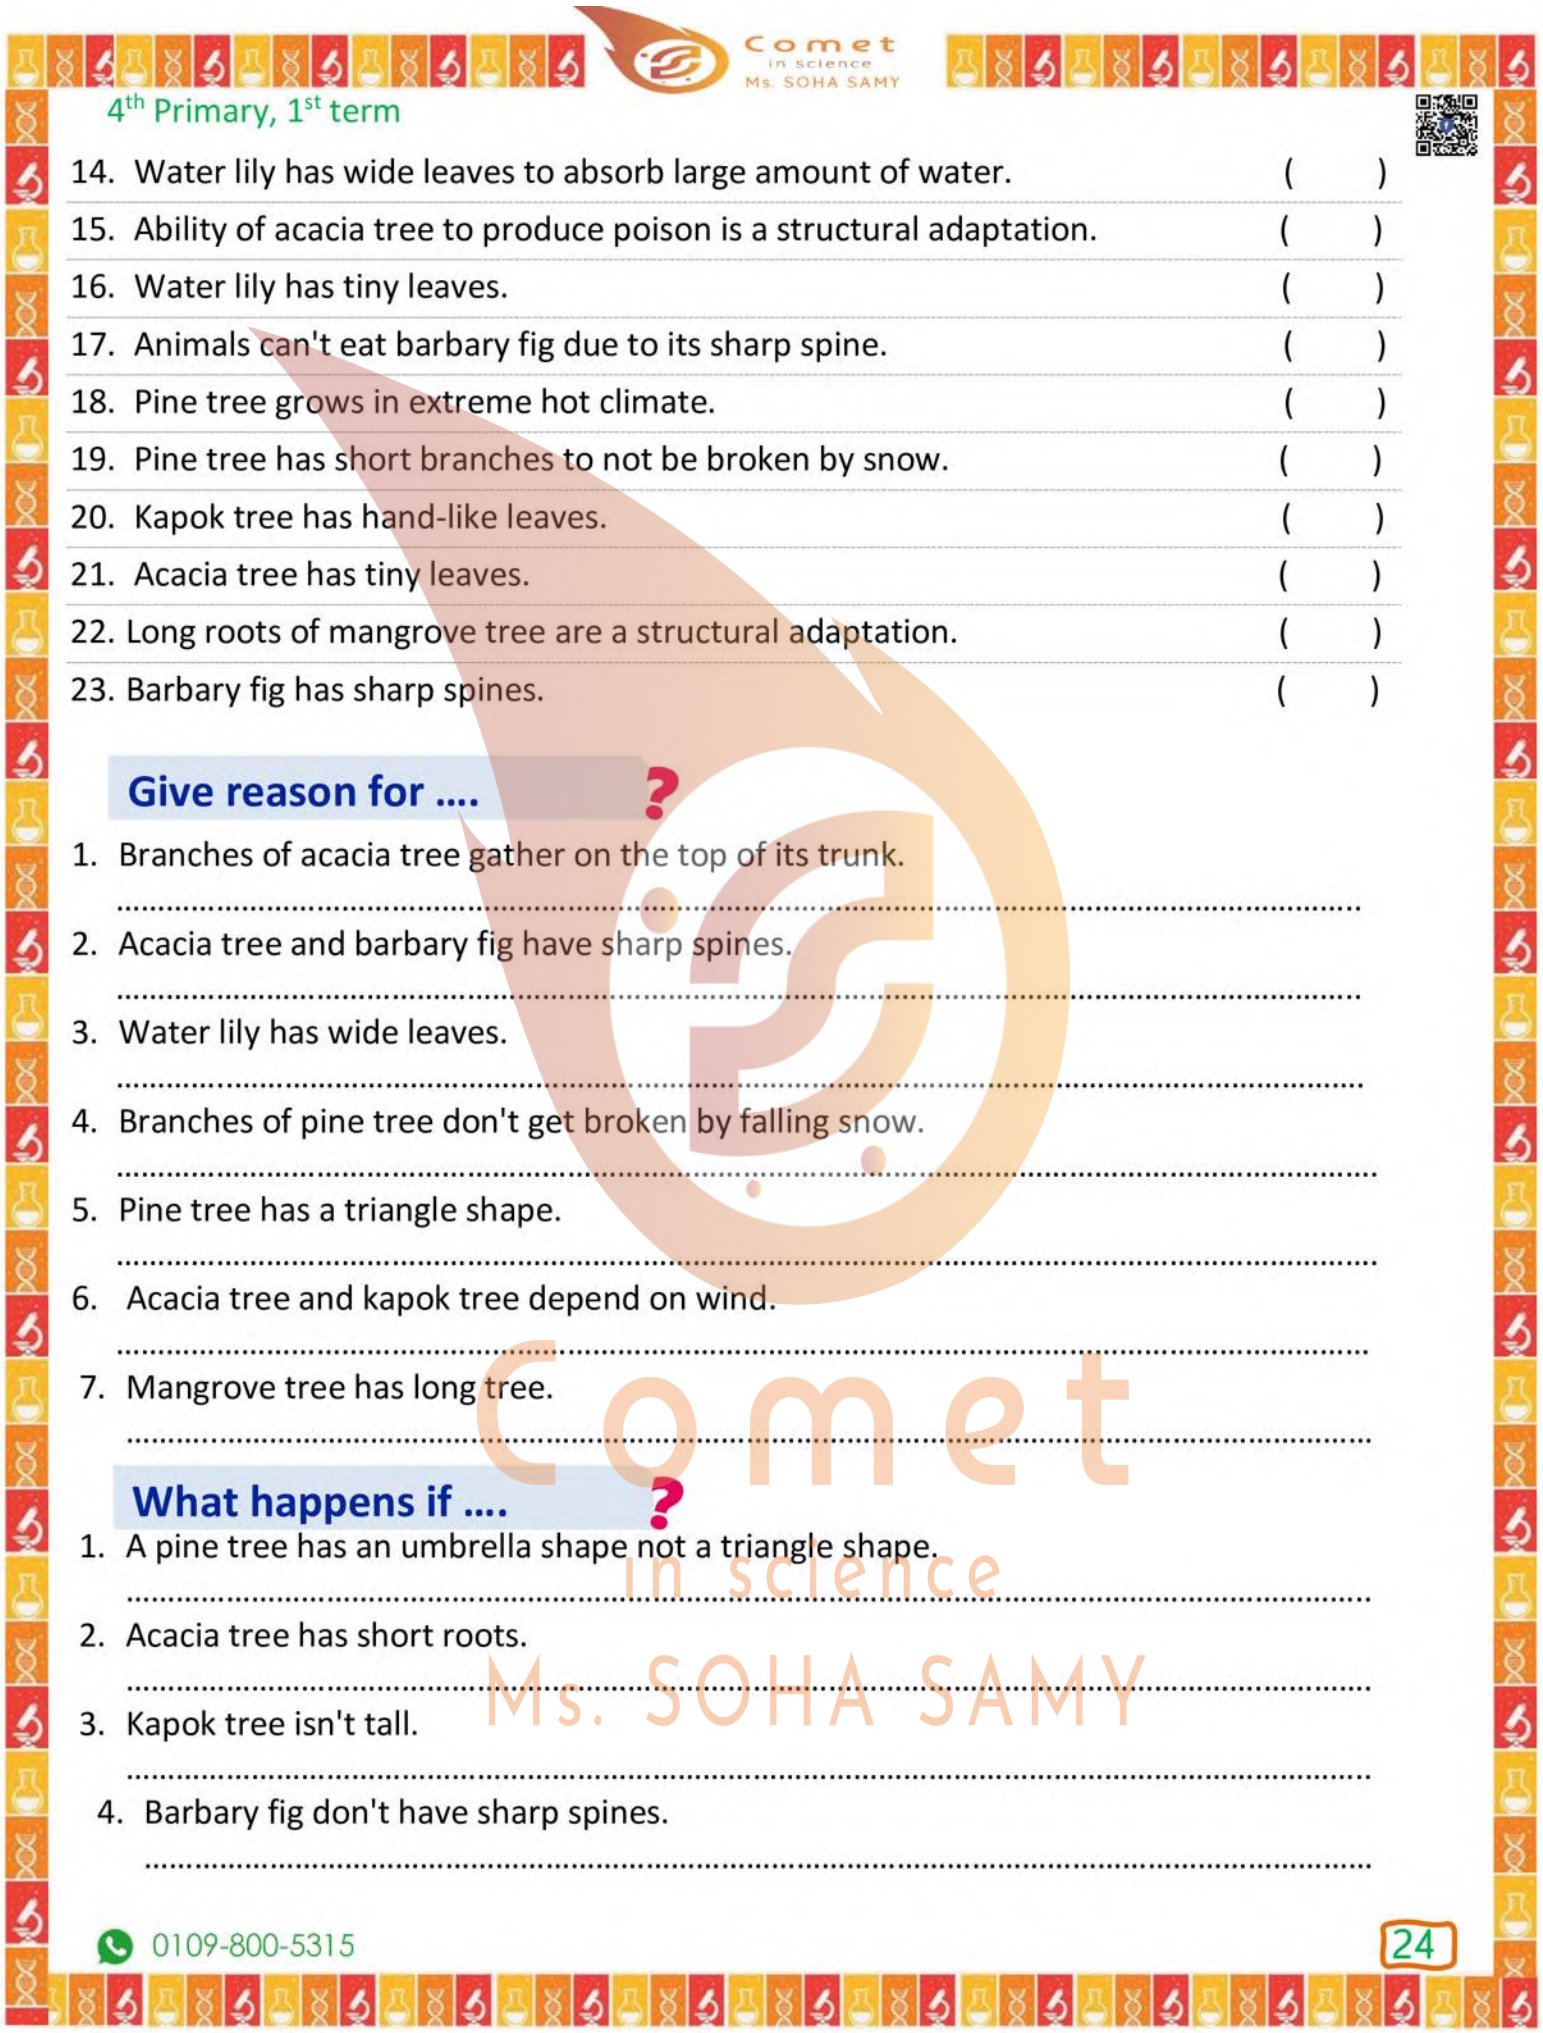 Comet
in science
Ms. SOHA SAMY
4th Primary, 1st term
14. Water lily has wide leaves to absorb large amount of water. ( )
15. Ability of acacia tree to produce poison is a structural adaptation. ( )
16. Water lily has tiny leaves. ( )
17. Animals can't eat barbary fig due to its sharp spine. ( )
18. Pine tree grows in extreme hot climate. ( )
19. Pine tree has short branches to not be broken by snow. ( )
20. Kapok tree has hand-like leaves. ( )
21. Acacia tree has tiny leaves. ( )
22. Long roots of mangrove tree are a structural adaptation. ( )
23. Barbary fig has sharp spines. ( )
Give reason for .... ?
1. Branches of acacia tree gather on the top of its trunk.
2. Acacia tree and barbary fig have sharp spines.
3. Water lily has wide leaves.
4. Branches of pine tree don't get broken by falling snow.
5. Pine tree has a triangle shape.
6. Acacia tree and kapok tree depend on wind.
7. Mangrove tree has long tree.
Comet
What happens if .... ?
1. A pine tree has an umbrella shape not a triangle shape.
in science
2. Acacia tree has short roots.
Ms. SOHA SAMY
3. Kapok tree isn't tall.
4. Barbary fig don't have sharp spines.
0109-800-5315
24